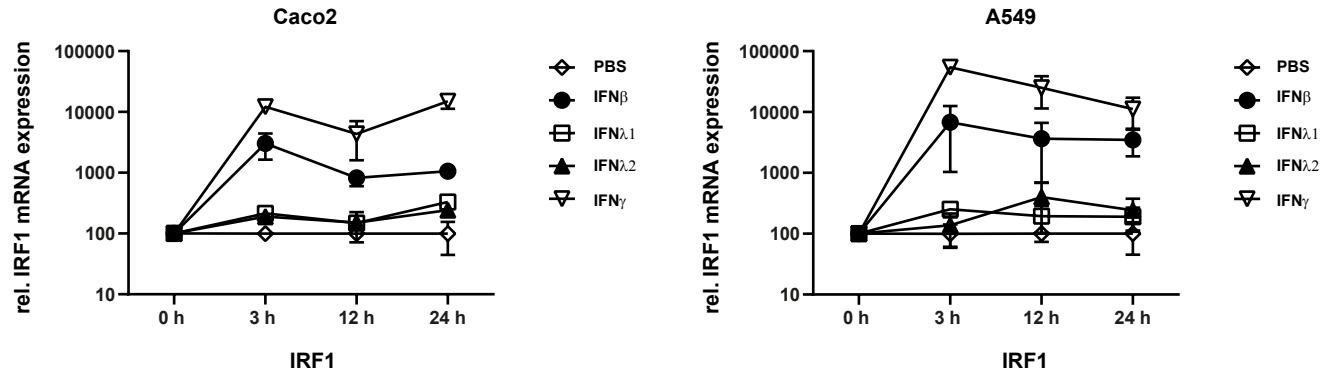 Caco2
rel. IRF1 mRNA expression
100000
10000
1000
100
10
0 h 3 h 12 h 24 h
IRF1
PBS
IFNβ
IFNλ1
IFNλ2
IFNγ
A549
rel. IRF1 mRNA expression
100000
10000
1000
100
10
0 h 3 h 12 h 24 h
IRF1
PBS
IFNβ
IFNλ1
IFNλ2
IFNγ